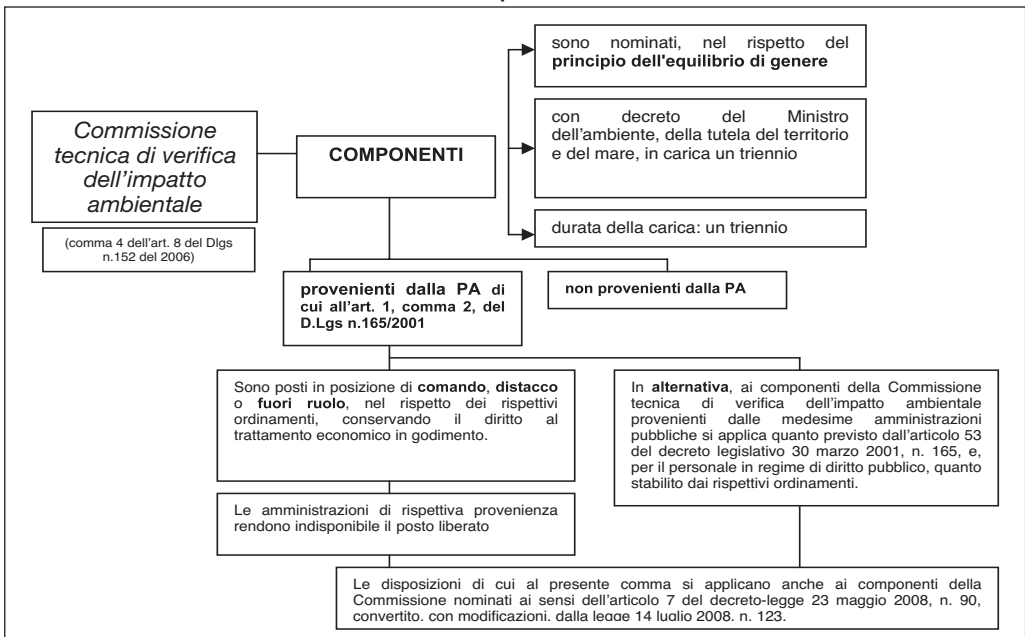 Commissione
tecnica di verifica
dell'impatto
ambientale
(comma 4 dell'art. 8 del Dlgs
n.152 del 2006)
COMPONENTI
sono nominati, nel rispetto del
principio dell'equilibrio di genere
con decreto del Ministro
dell'ambiente, della tutela del territorio
e del mare, in carica un triennio
durata della carica: un triennio
provenienti dalla PA di
cui all'art. 1, comma 2, del
D.Lgs n.165/2001
non provenienti dalla PA
Sono posti in posizione di comando, distacco
o fuori ruolo, nel rispetto dei rispettivi
ordinamenti, conservando il diritto al
trattamento economico in godimento.
In alternativa, ai componenti della Commissione
tecnica di verifica dell'impatto ambientale
provenienti dalle medesime amministrazioni
pubbliche si applica quanto previsto dall'articolo 53
del decreto legislativo 30 marzo 2001, n. 165, e,
per il personale in regime di diritto pubblico, quanto
stabilito dai rispettivi ordinamenti.
Le amministrazioni di rispettiva provenienza
rendono indisponibile il posto liberato
Le disposizioni di cui al presente comma si applicano anche ai componenti della
Commissione nominati ai sensi dell'articolo 7 del decreto-legge 23 maggio 2008, n. 90,
convertito, con modificazioni, dalla legge 14 luglio 2008, n. 123.